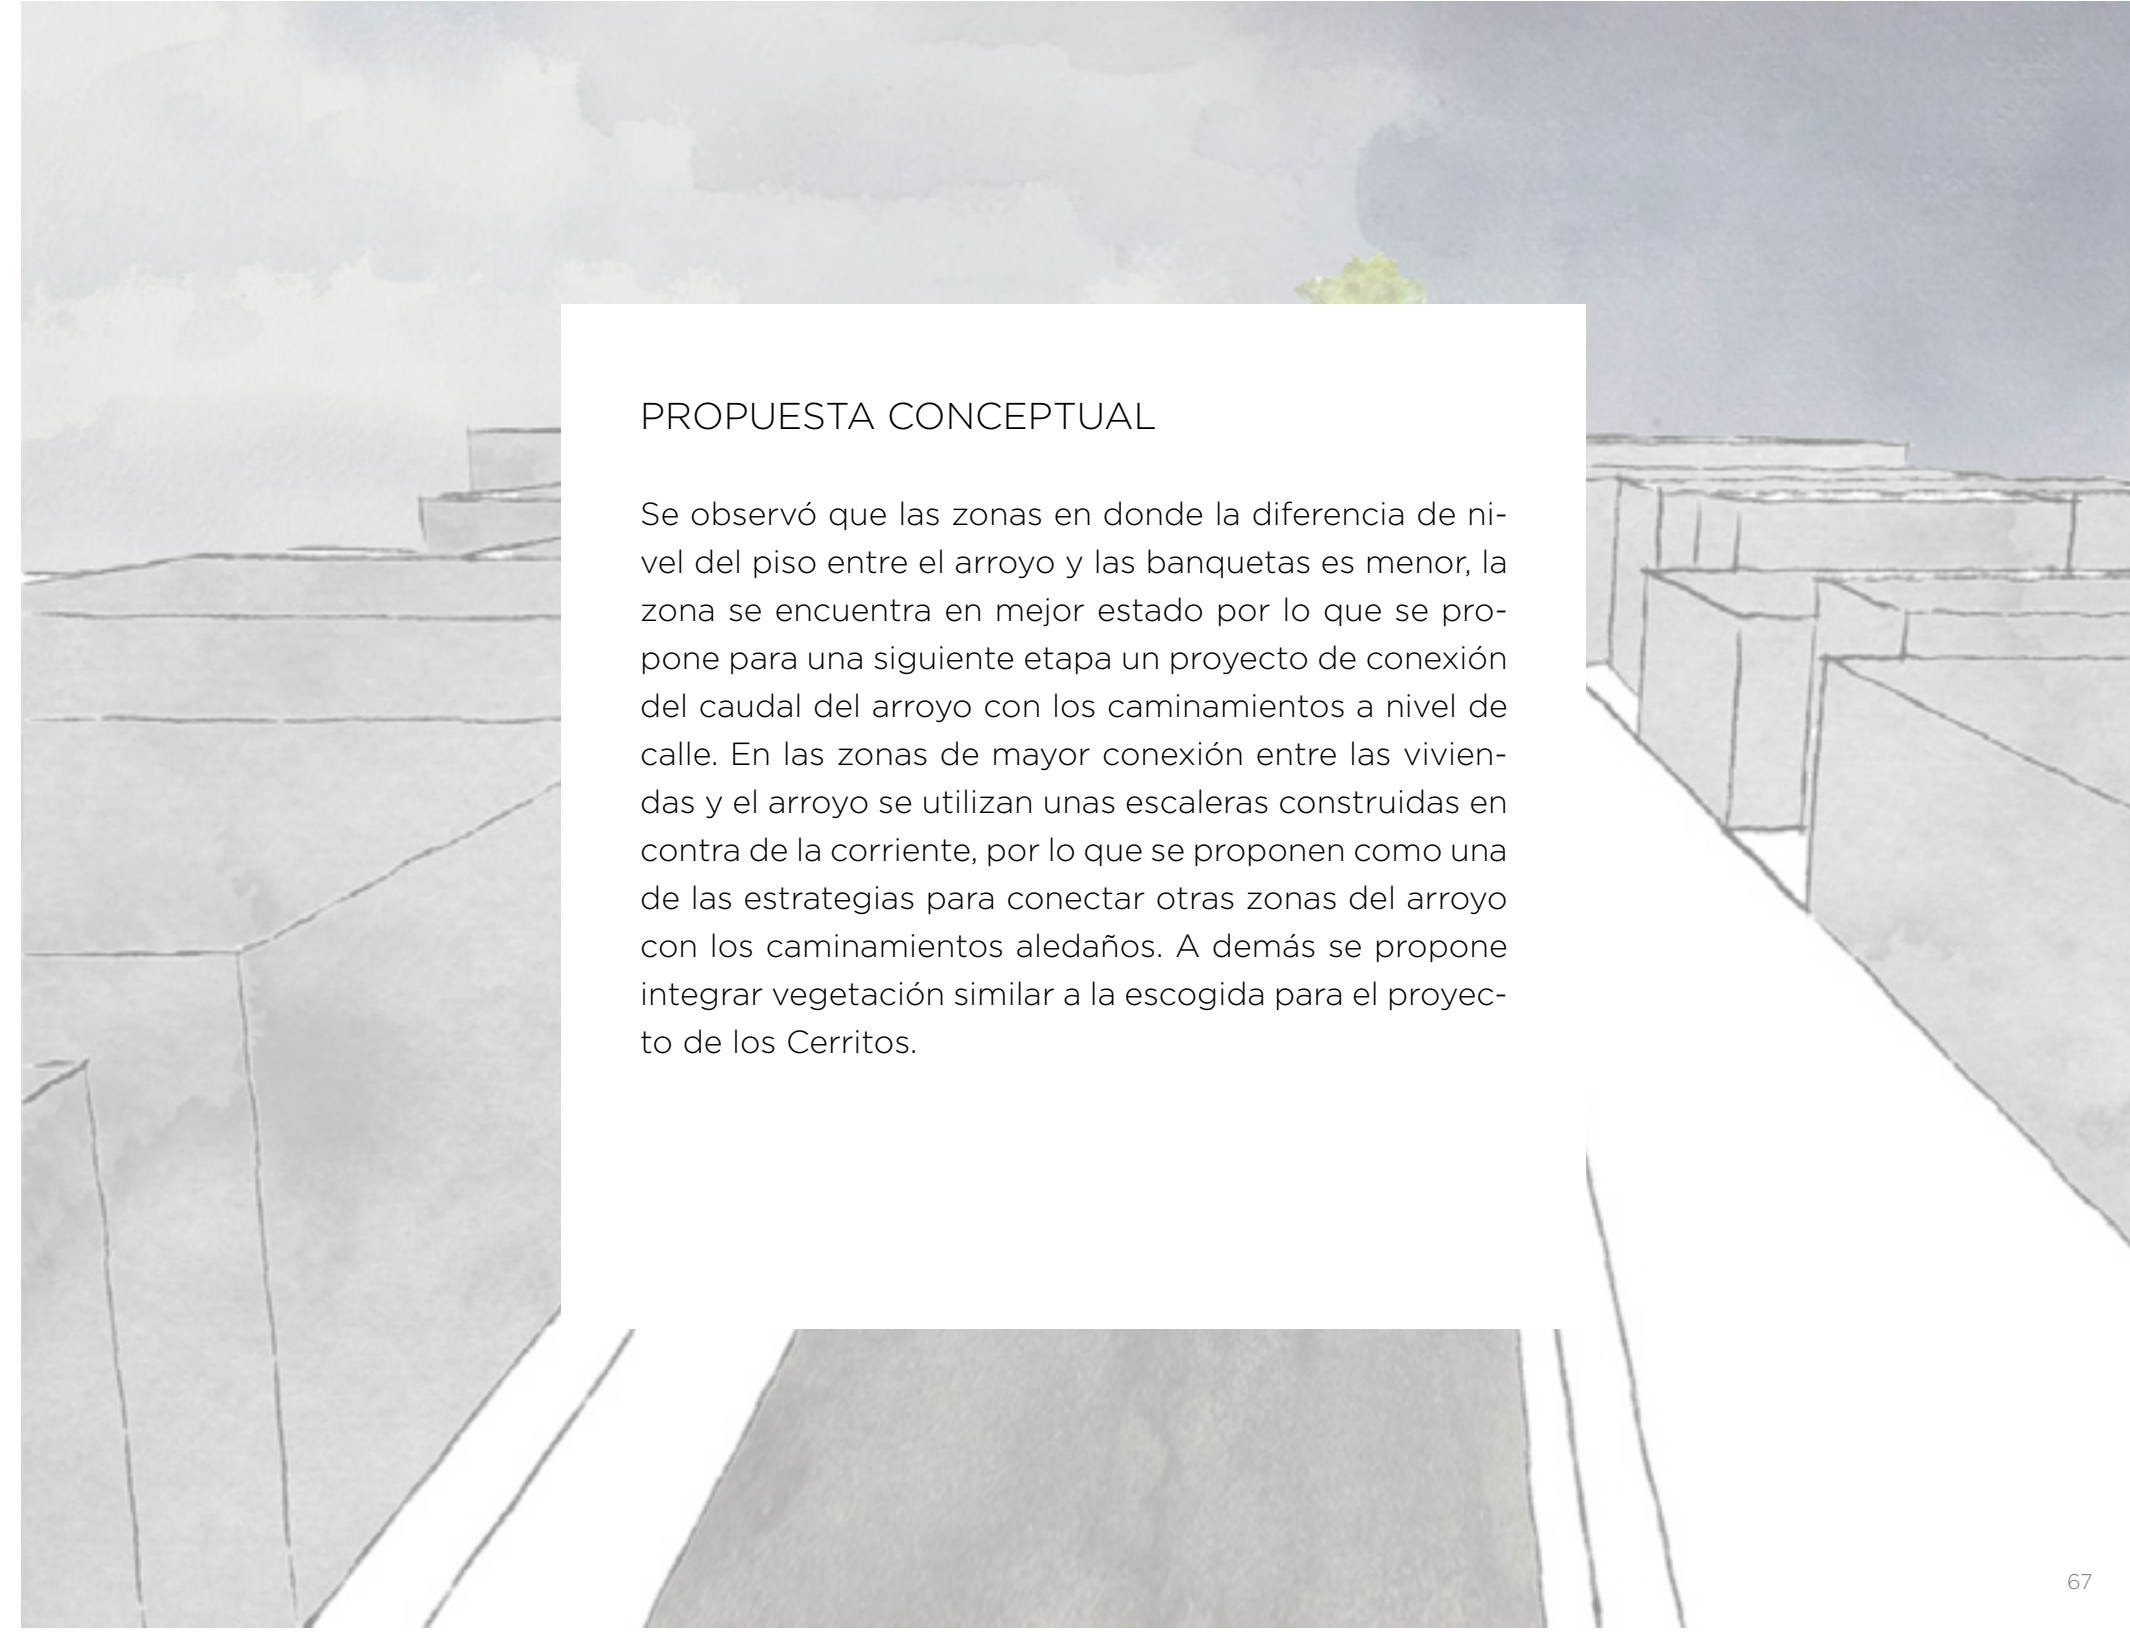 PROPUESTA CONCEPTUAL
Se observó que las zonas en donde la diferencia de ni-
vel del piso entre el arroyo y las banquetas es menor, la
zona se encuentra en mejor estado por lo que se pro-
pone para una siguiente etapa un proyecto de conexión
del caudal del arroyo con los caminamientos a nivel de
calle. En las zonas de mayor conexión entre las vivien-
das y el arroyo se utilizan unas escaleras construidas en
contra de la corriente, por lo que se proponen como una
de las estrategias para conectar otras zonas del arroyo
con los caminamientos aledaños. A demás se propone
integrar vegetación similar a la escogida para el proyec-
to de los Cerritos.
67